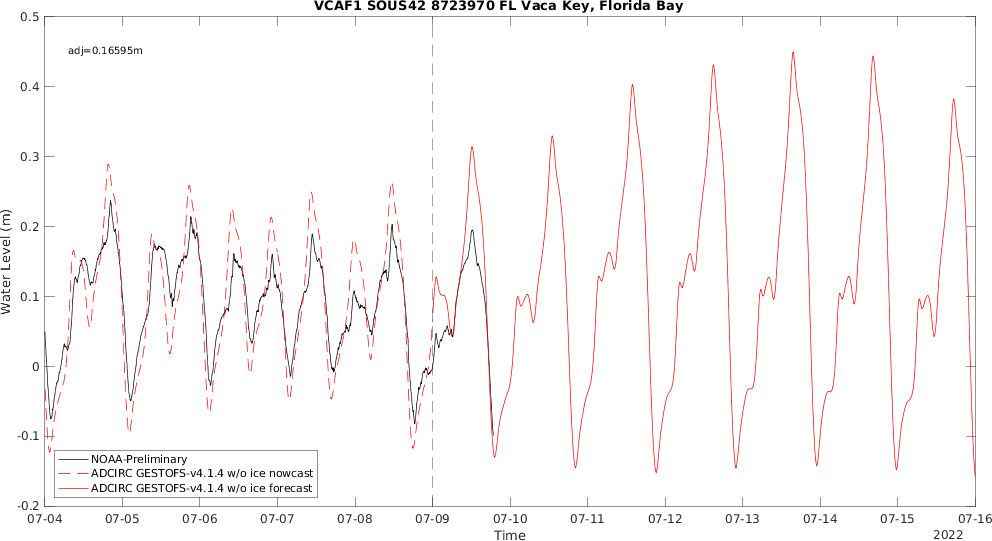 VCAF1 SOUS42 8723970 FL Vaca Key, Florida Bay
adj=0.16595m
0.5
0.4
0.3
0.2
0.1
0
-0.1
-0.2
Water Level (m)
NOAA-Preliminary
ADCIRC GESTOFS-v4.1.4 w/o ice nowcast
ADCIRC GESTOFS-v4.1.4 w/o ice forecast
07-04 07-05 07-06 07-07 07-08 07-09 07-10 07-11 07-12 07-13 07-14 07-15 07-16
Time
2022